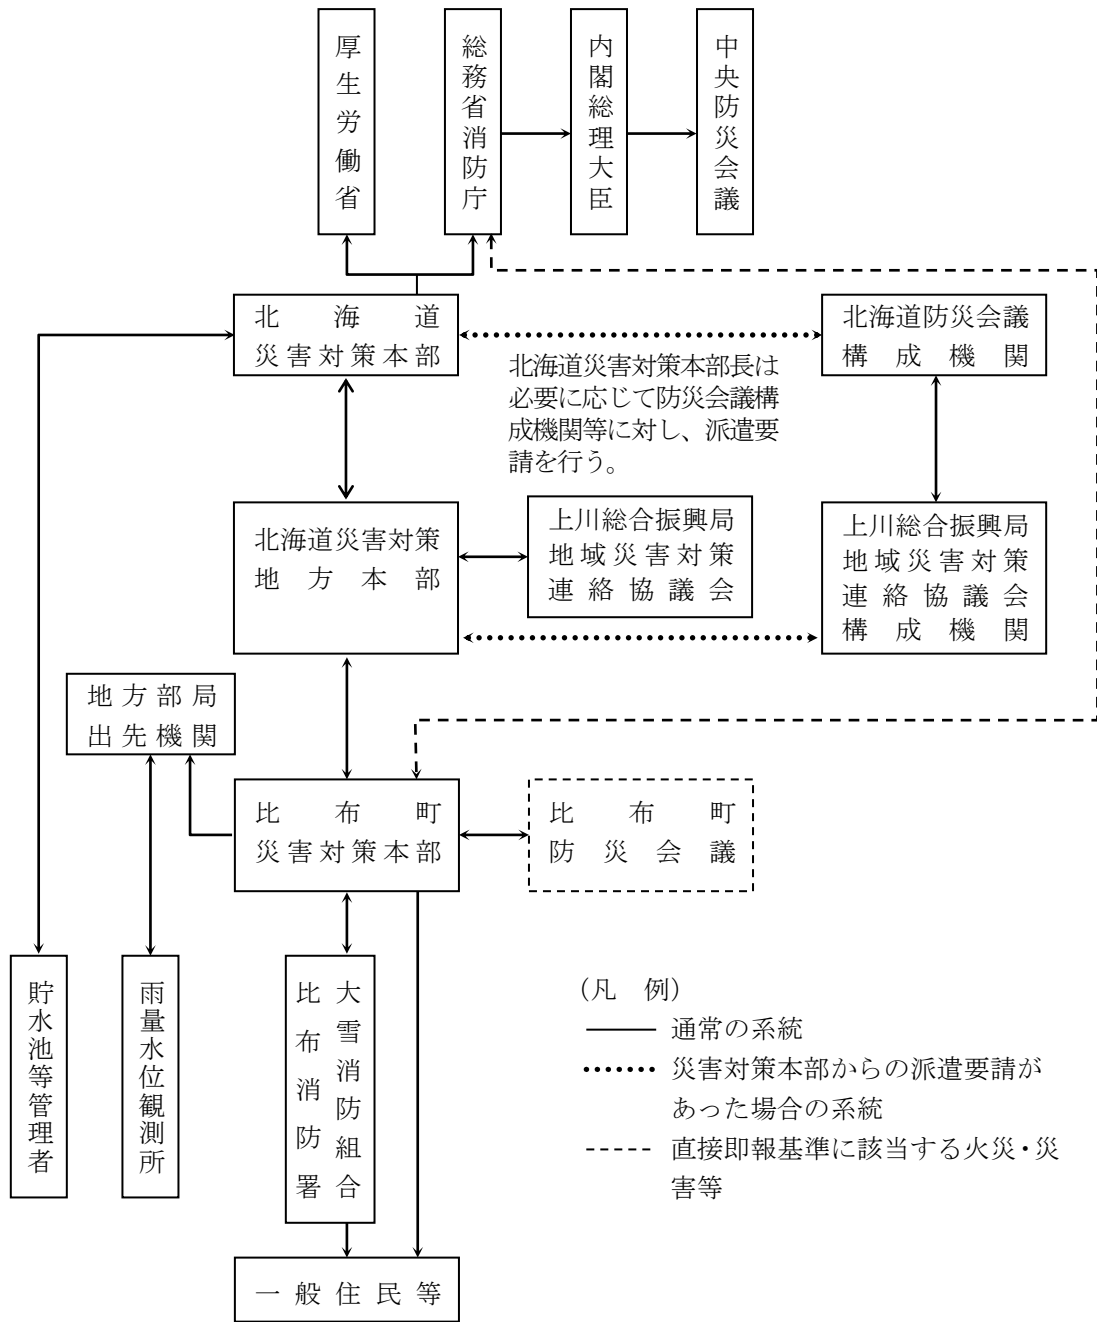 厚生労働省
総務省消防庁
内閣総理大臣
中央防災会議
北海道
災害対策本部
北海道防災会議
構成機関
北海道災害対策本部長は
必要に応じて防災会議構
成機関等に対し、派遣要
請を行う。
北海道災害対策
地方本部
上川総合振興局
地域災害対策
連絡協議会
上川総合振興局
地域災害対策
連絡協議会
構成機関
地方部局
出先機関
比布町
災害対策本部
比布町
防災会議
貯水池等管理者
雨量水位観測所
大雪消防組合
比布消防署
(凡 例)
通常の系統
災害対策本部からの派遣要請が
あった場合の系統
直接即報基準に該当する火災・災
害等
一般住民等